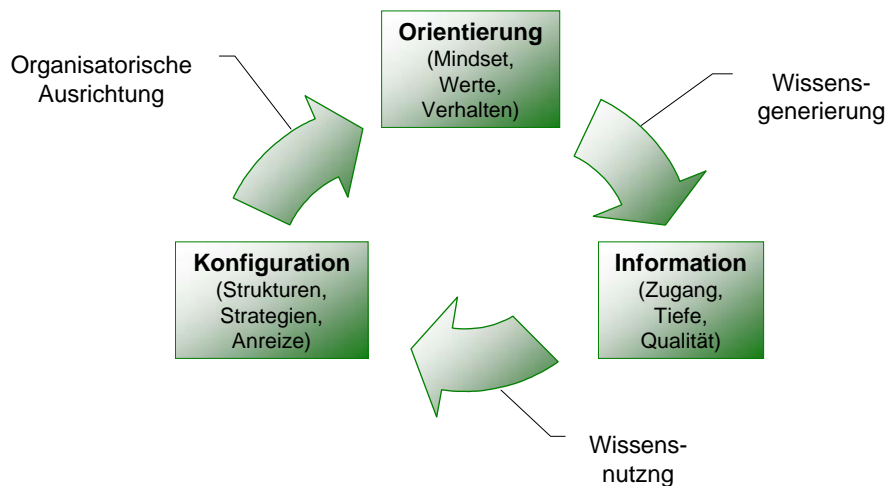 Orientierung
(Mindset,
Werte,
Verhalten)
Organisatorische
Ausrichtung
Wissens-
generierung
Konfiguration
(Strukturen,
Strategien,
Anreize)
Information
(Zugang,
Tiefe,
Qualität)
Wissens-
nutzng